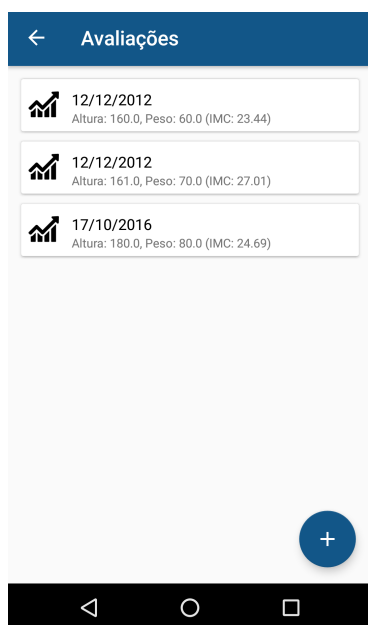 Avaliações
12/12/2012
Altura: 160.0, Peso: 60.0 (IMC: 23.44)
12/12/2012
Altura: 161.0, Peso: 70.0 (IMC: 27.01)
17/10/2016
Altura: 180.0, Peso: 80.0 (IMC: 24.69)
+